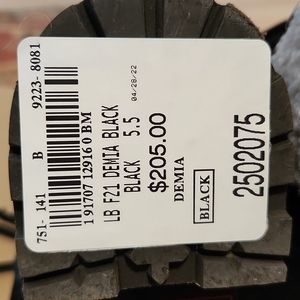 751- 141 B 9223- 8081
1 91707 12916 0 BM
LB F21 DEMIA BLACK
BLACK 5.5
04/28/22
$205.00
DEMIA
BLACK
2502075